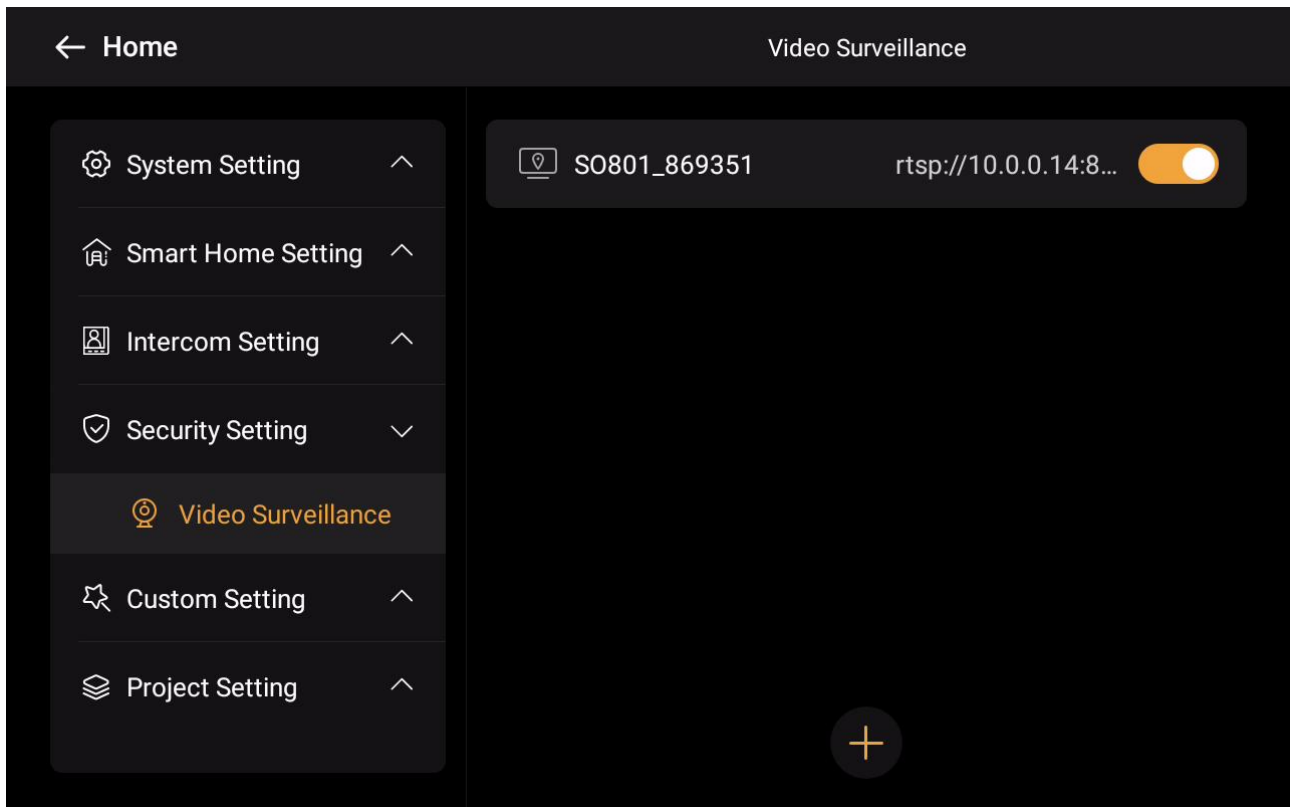 Home
Video Surveillance
System Setting
Smart Home Setting
Intercom Setting
Security Setting
Video Surveillance
Custom Setting
Project Setting
SO801_869351
rtsp://10.0.0.14:8...